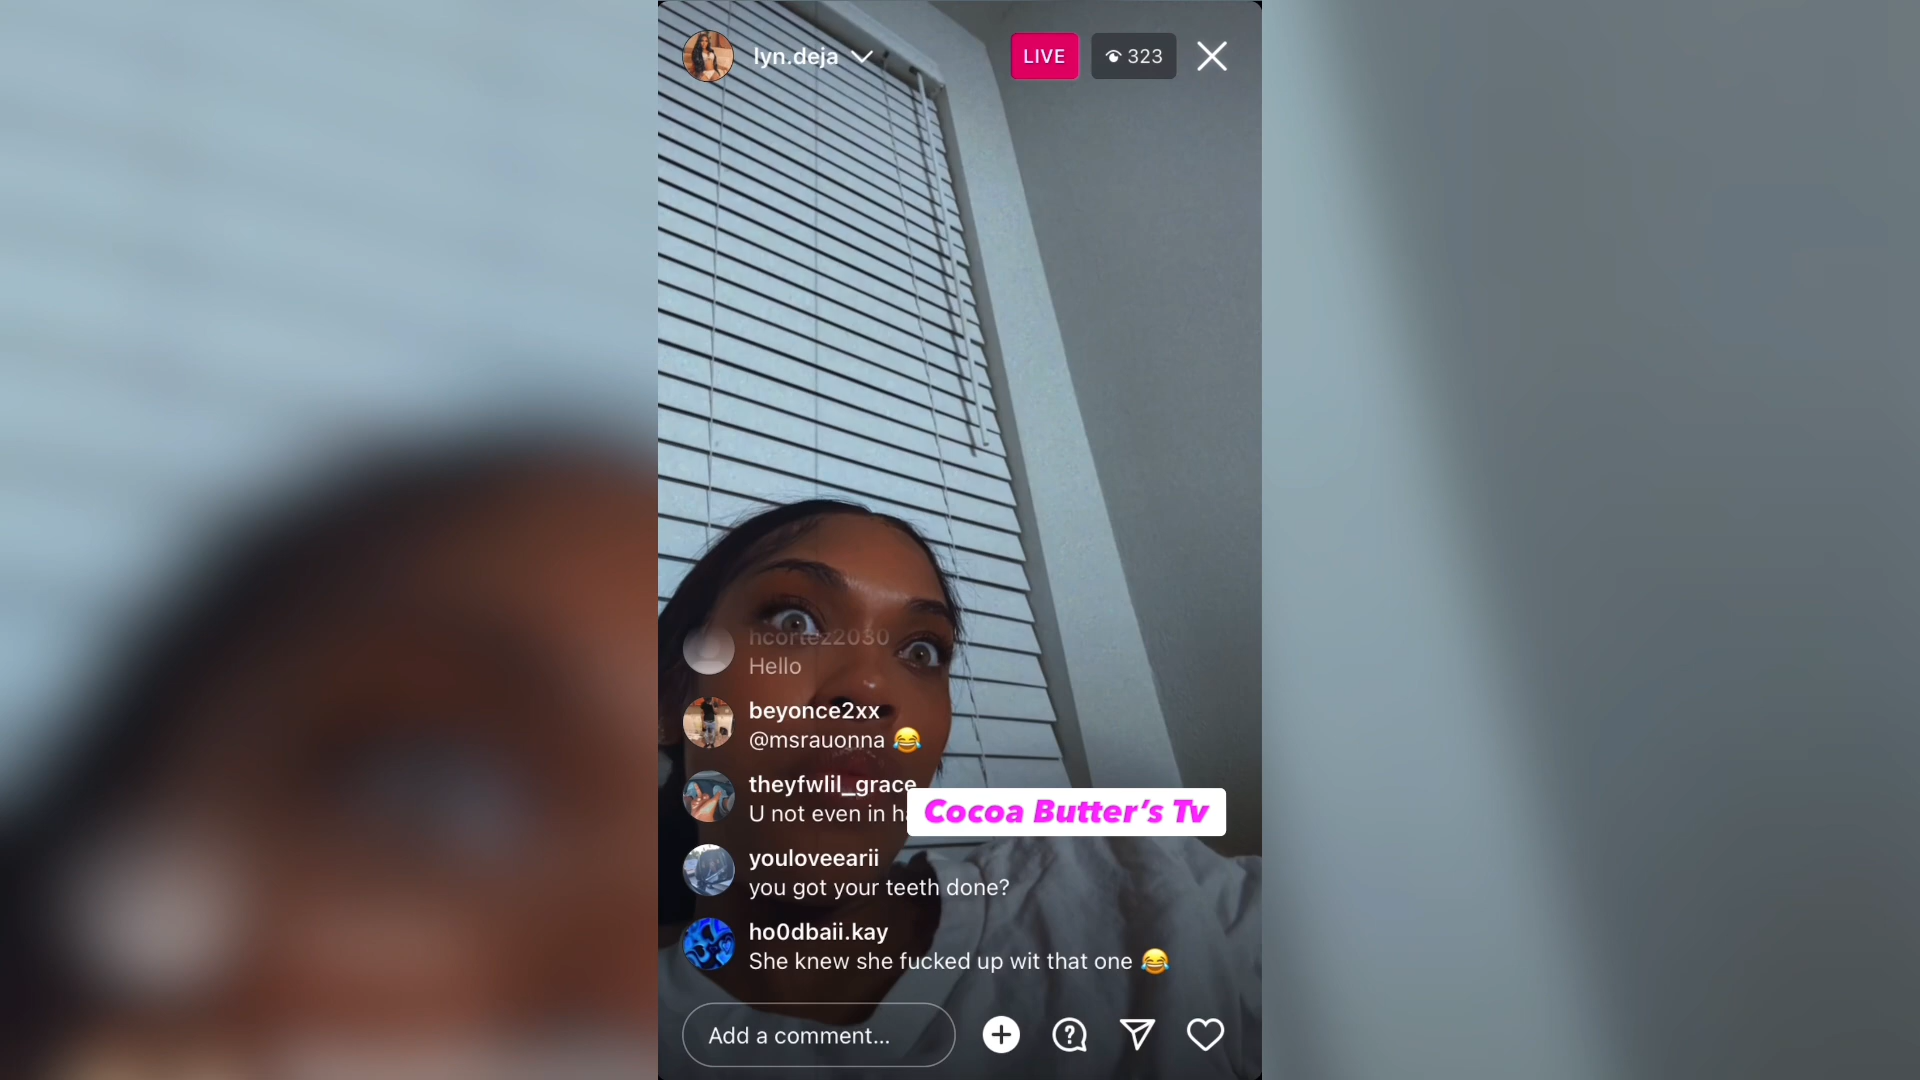 lyn.deja
LIVE
323
hcortez2030
Hello
beyonce2xx
@msrauonna 😂
theyfwlil_grace
U not even in
Cocoa Butter's Tv
youloveearii
you got your teeth done?
ho0dbaii.kay
She knew she fucked up wit that one 😂
Add a comment...